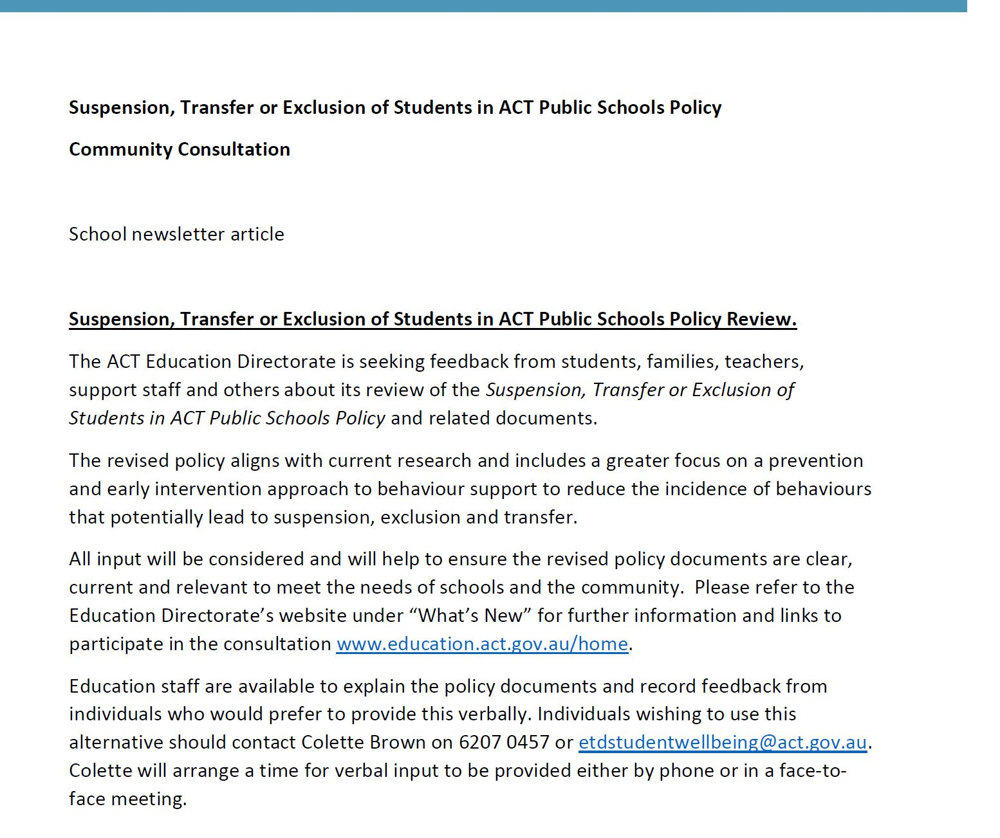 Suspension, Transfer or Exclusion of Students in ACT Public Schools Policy
Community Consultation
School newsletter article
Suspension, Transfer or Exclusion of Students in ACT Public Schools Policy Review.
The ACT Education Directorate is seeking feedback from students, families, teachers,
support staff and others about its review of the Suspension, Transfer or Exclusion of
Students in ACT Public Schools Policy and related documents.
The revised policy aligns with current research and includes a greater focus on a prevention
and early intervention approach to behaviour support to reduce the incidence of behaviours
that potentially lead to suspension, exclusion and transfer.
All input will be considered and will help to ensure the revised policy documents are clear,
current and relevant to meet the needs of schools and the community.  Please refer to the
Education Directorate’s website under “What’s New” for further information and links to
participate in the consultation www.education.act.gov.au/home.
Education staff are available to explain the policy documents and record feedback from
individuals who would prefer to provide this verbally. Individuals wishing to use this
alternative should contact Colette Brown on 6207 0457 or etdstudentwellbeing@act.gov.au.
Colette will arrange a time for verbal input to be provided either by phone or in a face-to-
face meeting.